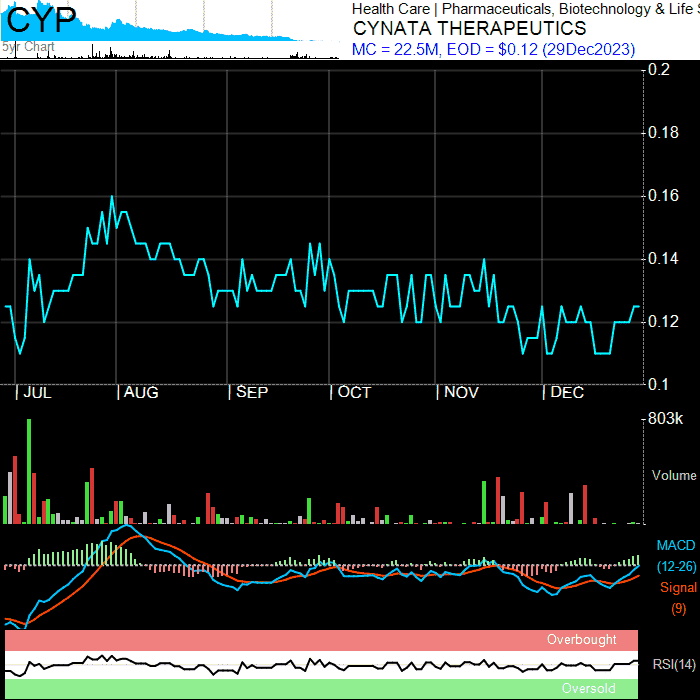 CYP
5yr Chart
Health Care | Pharmaceuticals, Biotechnology & Life S
CYNATA THERAPEUTICS
MC = 22.5M, EOD = $0.12 (29Dec2023)
0.2
0.18
0.16
0.14
0.12
0.1
JUL AUG SEP OCT NOV DEC
803k
Volume
MACD
(12-26)
Signal
(9)
Overbought
RSI(14)
Oversold